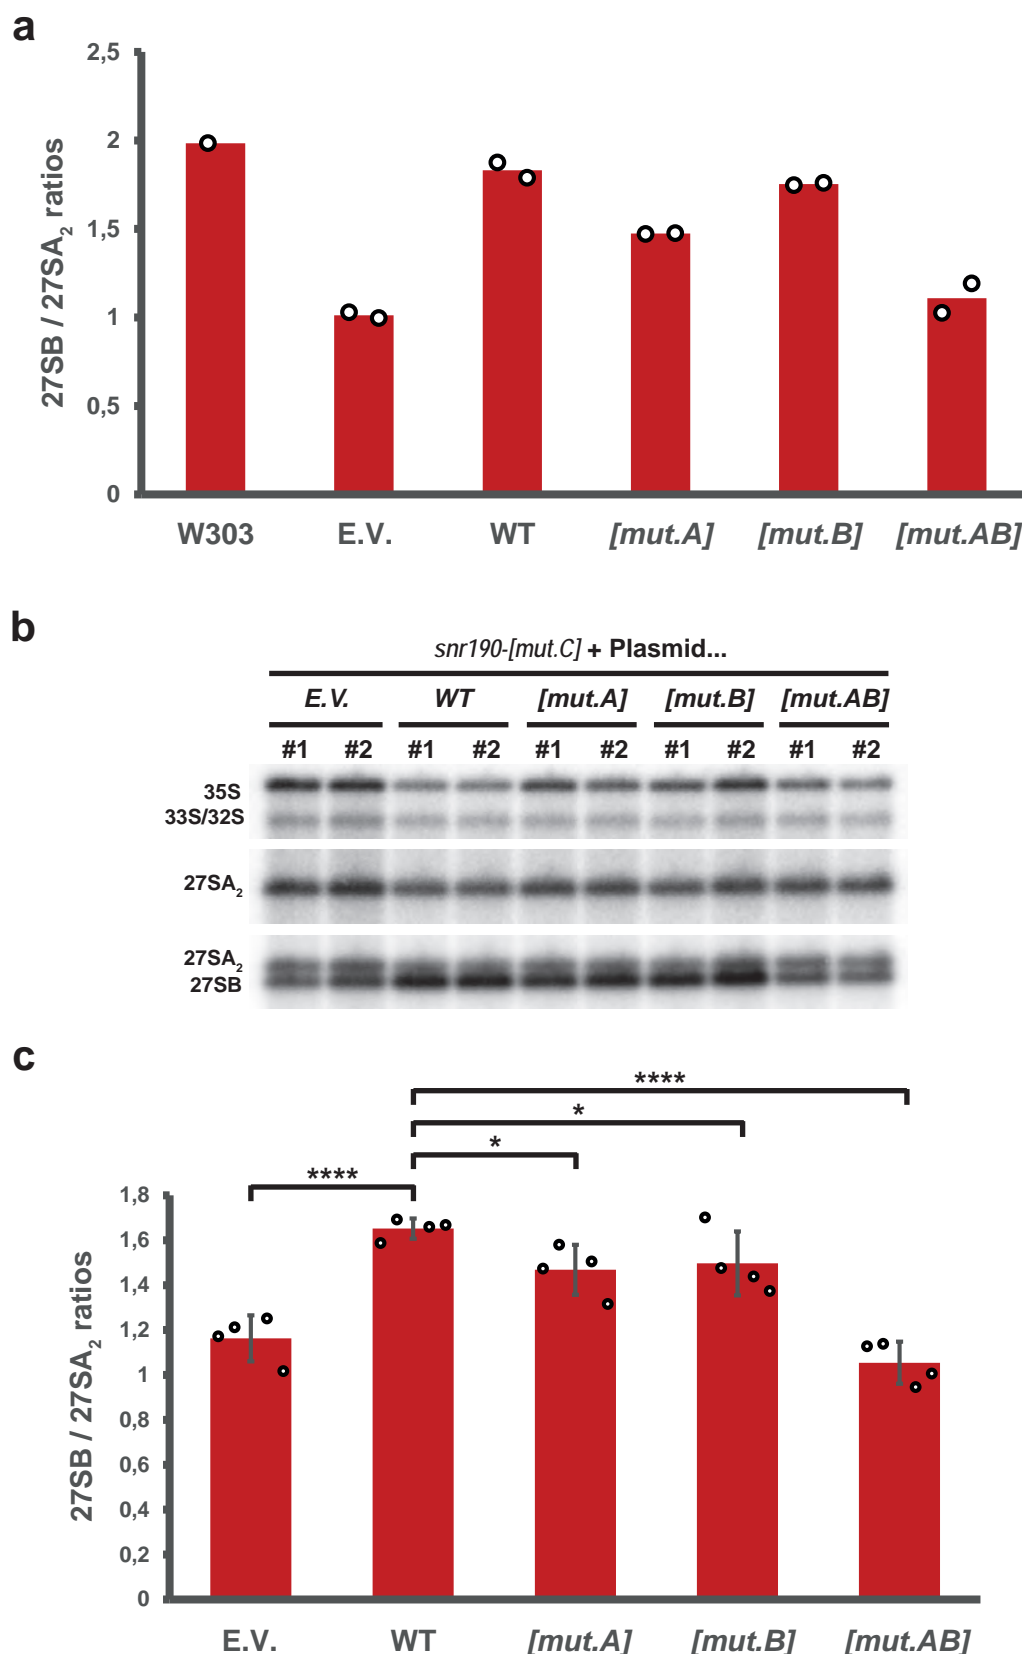 a
27SB / 27SA2 ratios
2,5
2
1,5
1
0,5
0
W303 E.V. WT [mut.A] [mut.B] [mut.AB]
b
snr190-[mut.C] + Plasmid...
E.V. WT [mut.A] [mut.B] [mut.AB]
#1 #2 #1 #2 #1 #2 #1 #2 #1 #2
35S
33S/32S
27SA2
27SA2
27SB
c
****
*
*
****
27SB / 27SA2 ratios
1,8
1,6
1,4
1,2
1
0,8
0,6
0,4
0,2
0
E.V. WT [mut.A] [mut.B] [mut.AB]